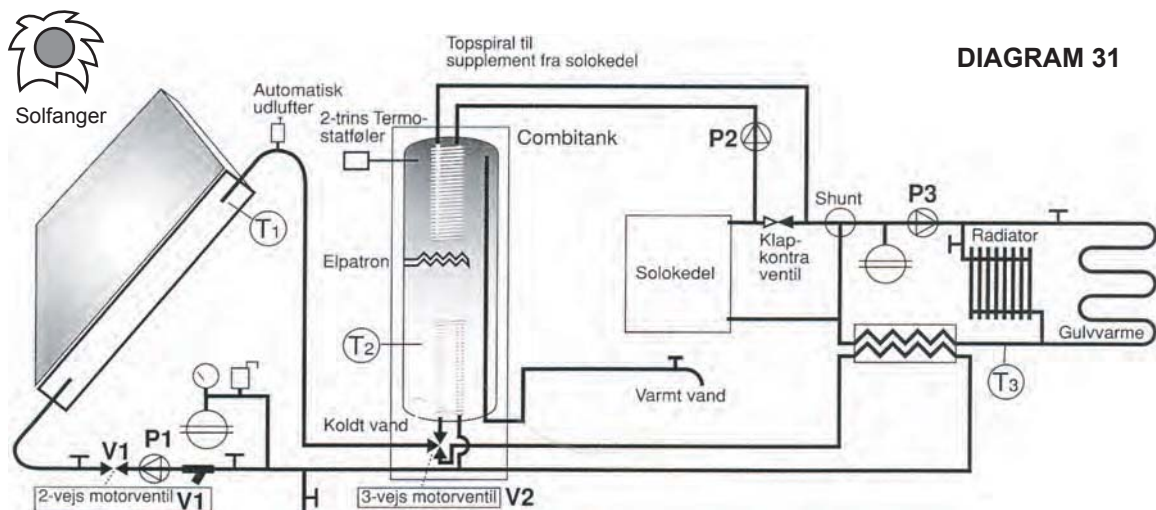 Topspiral til
supplement fra solokedel
DIAGRAM 31
Solfanger
Automatisk
udlufter
2-trins Termo-
statføler
Combitank
P2
T1
Shunt
P3
Klap-
kontra
ventil
Radiator
Elpatron
Solokedel
T2
Gulvvarme
T3
Varmt vand
Koldt vand
V1
P1
2-vejs motorventil V1
3-vejs motorventil V2